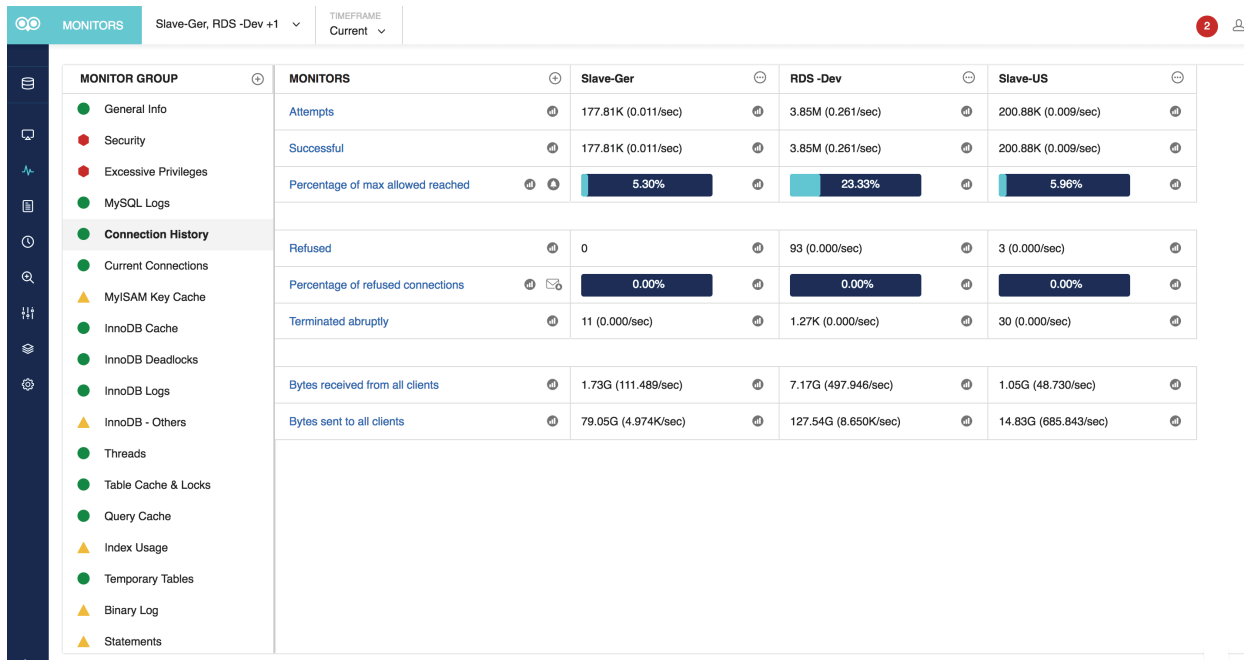 MONITORS
Slave-Ger, RDS -Dev +1
TIMEFRAME
Current
2
MONITOR GROUP
General Info
Security
Excessive Privileges
MySQL Logs
Connection History
Current Connections
MyISAM Key Cache
InnoDB Cache
InnoDB Deadlocks
InnoDB Logs
InnoDB - Others
Threads
Table Cache & Locks
Query Cache
Index Usage
Temporary Tables
Binary Log
Statements
MONITORS Slave-Ger RDS -Dev Slave-US
Attempts 177.81K (0.011/sec) 3.85M (0.261/sec) 200.88K (0.009/sec)
Successful 177.81K (0.011/sec) 3.85M (0.261/sec) 200.88K (0.009/sec)
Percentage of max allowed reached 5.30% 23.33% 5.96%
Refused 0 93 (0.000/sec) 3 (0.000/sec)
Percentage of refused connections 0.00% 0.00% 0.00%
Terminated abruptly 11 (0.000/sec) 1.27K (0.000/sec) 30 (0.000/sec)
Bytes received from all clients 1.73G (111.489/sec) 7.17G (497.946/sec) 1.05G (48.730/sec)
Bytes sent to all clients 79.05G (4.974K/sec) 127.54G (8.650K/sec) 14.83G (685.843/sec)